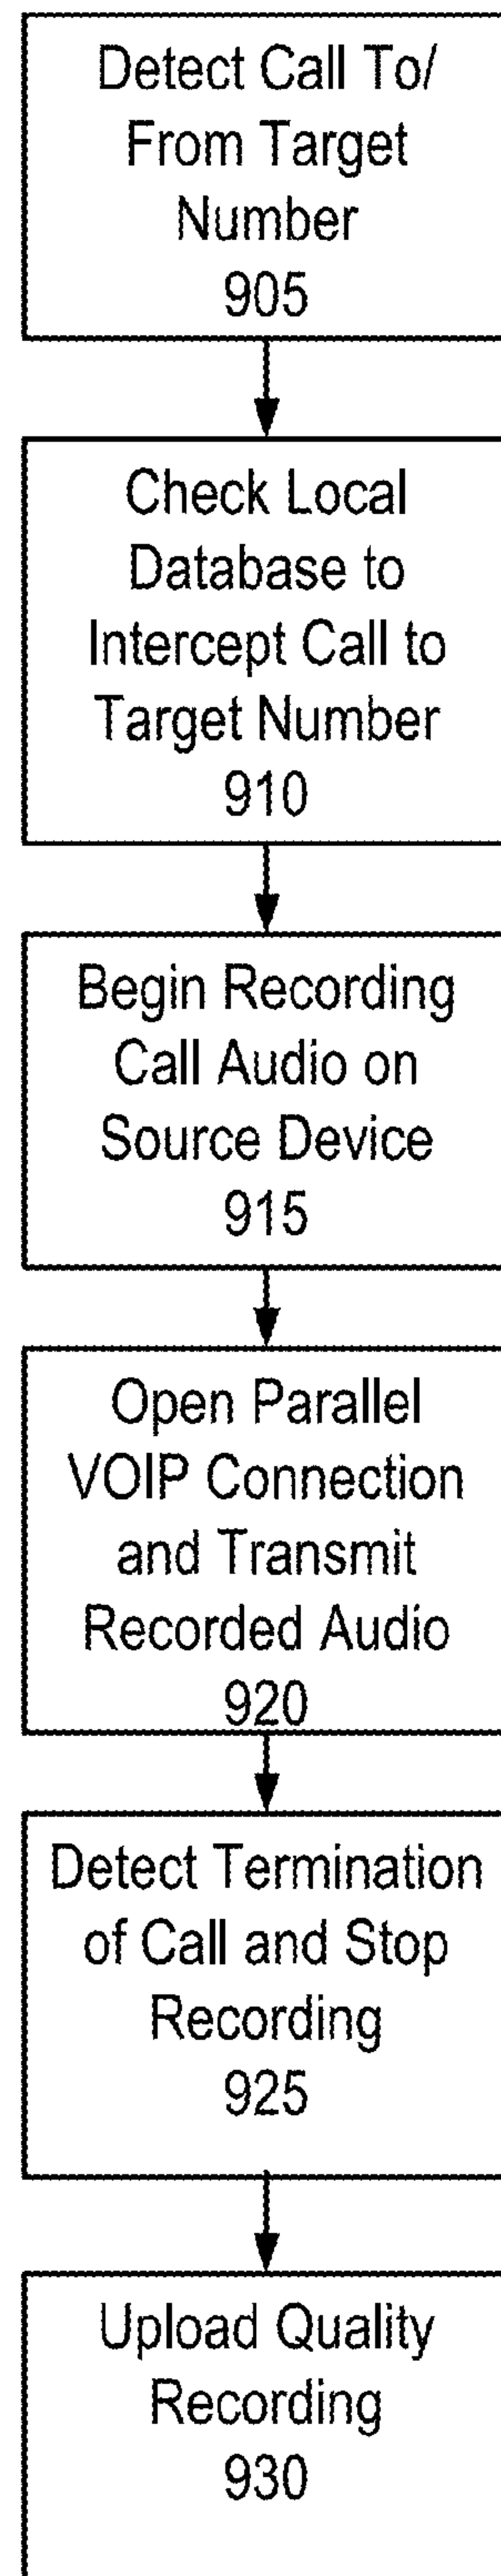 Detect Call To/
From Target
Number
905
Check Local
Database to
Intercept Call to
Target Number
910
Begin Recording
Call Audio on
Source Device
915
Open Parallel
VOIP Connection
and Transmit
Recorded Audio
920
Detect Termination
of Call and Stop
Recording
925
Upload Quality
Recording
930